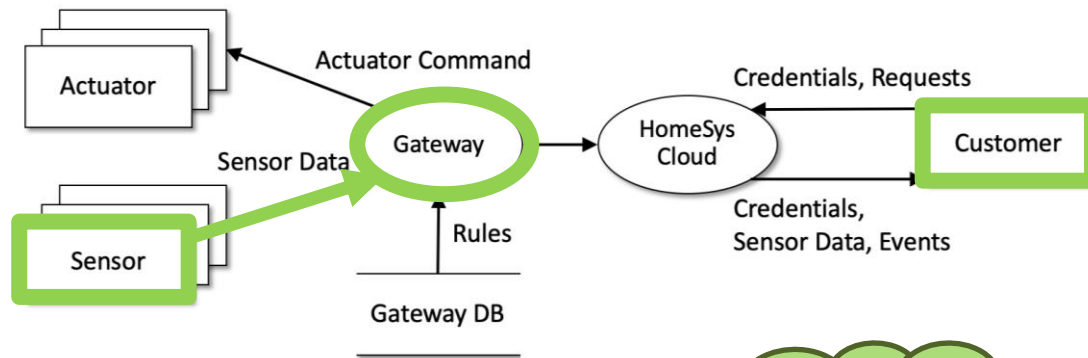 Actuator
Actuator Command
Sensor Data
Gateway
HomeSys
Cloud
Credentials, Requests
Customer
Credentials,
Sensor Data, Events
Sensor
Rules
Gateway DB